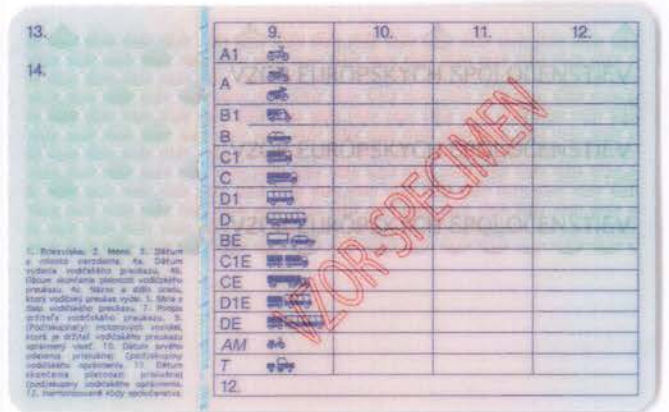 13.
14.
9. 10. 11. 12.
A1
A
B1
B
C1
C
D1
D
BE
C1E
CE
D1E
DE
AM
T
12.
VZOR EURÓPSKYCH SPOLOČENSTIEV
VZOR EURÓPSKYCH SPOLOČENSTIEV
VZOR EURÓPSKYCH SPOLOČENSTIEV
VZOR-SPECIMEN
1. Priezvisko. 2. Meno. 3. Dátum
a miesto narodenia. 4a. Dátum
vydania vodičského preukazu. 4b.
Dátum skončenia platnosti vodičského
preukazu. 4c. Názov a sídlo úradu,
ktorý vodičský preukaz vydal. 5. Séria a
číslo vodičského preukazu. 7. Podpis
držiteľa vodičského preukazu. 9.
(Pod)skupina(y) motorových vozidiel,
ktoré je držiteľ vodičského preukazu
oprávnený viesť. 10. Dátum prvého
udelenia príslušnej (pod)skupiny
vodičského oprávnenia. 11. Dátum
skončenia platnosti príslušnej
(pod)skupiny vodičského oprávnenia.
12. Harmonizované kódy spoločenstva.